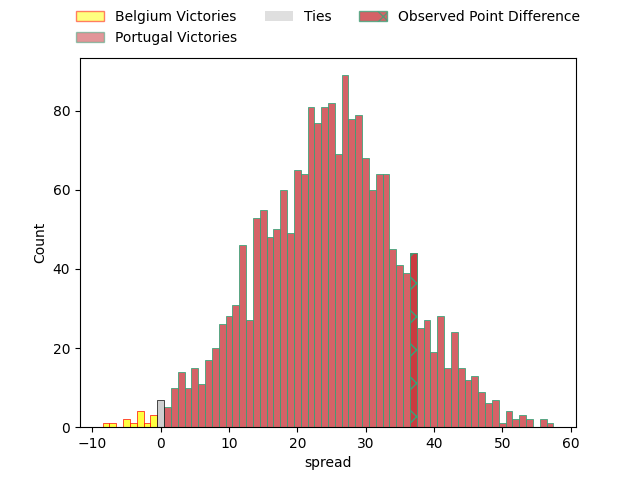 Belgium Victories
Ties
Observed Point Difference
Portugal Victories
80
60
40
20
0
Count
−10
0
10
20
30
40
50
60
spread